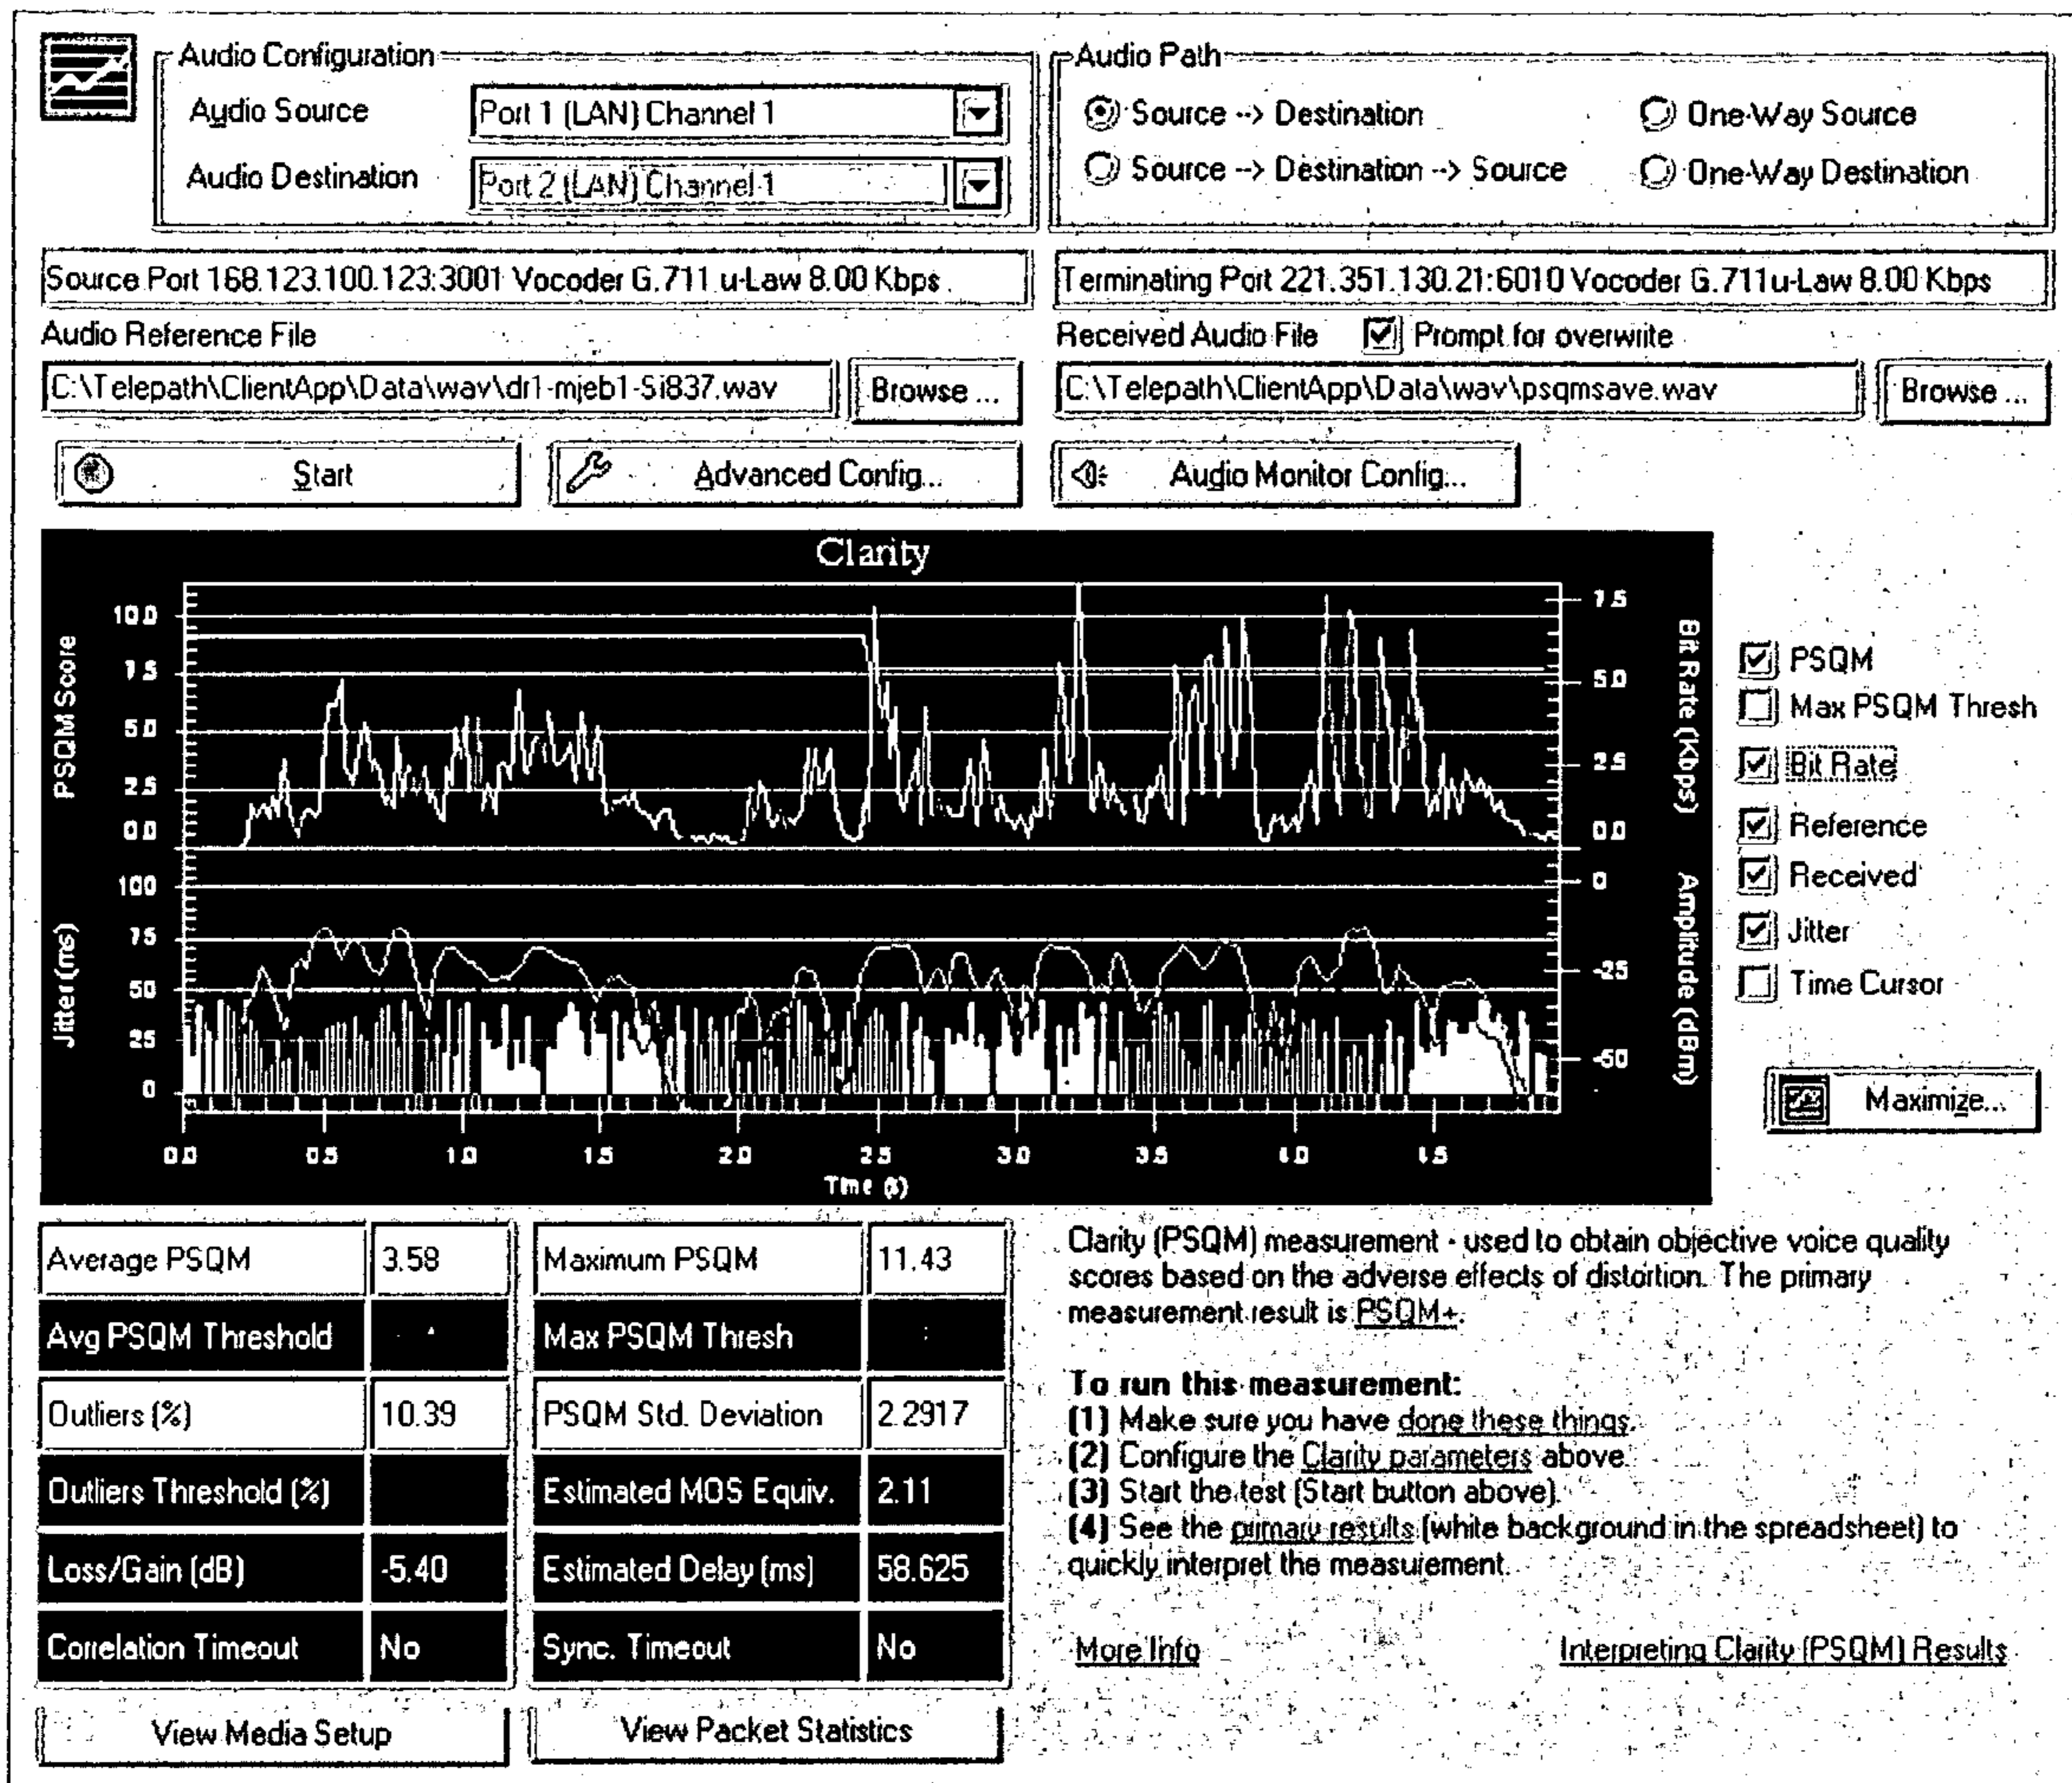 Audio Configuration
Audio Source
Port 1 (LAN) Channel 1
Audio Destination
Port 2 (LAN) Channel 1
Audio Path
Source --> Destination
One-Way Source
Source --> Destination --> Source
One-Way Destination
Source Port 168.123.100.123:3001 Vocoder G.711 u-Law 8.00 Kbps
Terminating Port 221.351.130.21:6010 Vocoder G.711 u-Law 8.00 Kbps
Audio Reference File
Received Audio File
Prompt for overwrite
C:\Telepath\ClientApp\Data\wav\dr1-mjeb1-Si837.wav
Browse ...
C:\Telepath\ClientApp\Data\wav\psqmsave.wav
Browse ...
Start
Advanced Config...
Audio Monitor Config...
Clarity
PSQM Score
10.0
7.5
5.0
2.5
0.0
Bit Rate (Kbps)
7.5
5.0
2.5
0.0
Jitter (ms)
100
75
50
25
0
Amplitude (dBm)
0
-25
-50
0.0 0.5 1.0 1.5 2.0 2.5 3.0 3.5 4.0 4.5
Time (s)
PSQM
Max PSQM Thresh
Bit Rate
Reference
Received
Jitter
Time Cursor
Maximize...
Average PSQM 3.58 Maximum PSQM 11.43
Avg PSQM Threshold Max PSQM Thresh
Outliers (%) 10.39 PSQM Std. Deviation 2.2917
Outliers Threshold (%) Estimated MOS Equiv. 2.11
Loss/Gain (dB) -5.40 Estimated Delay (ms) 58.625
Correlation Timeout No Sync. Timeout No
View Media Setup
View Packet Statistics
Clarity (PSQM) measurement - used to obtain objective voice quality
scores based on the adverse effects of distortion. The primary
measurement result is PSQM+.
To run this measurement:
(1) Make sure you have done these things.
(2) Configure the Clarity parameters above.
(3) Start the test (Start button above).
(4) See the primary results (white background in the spreadsheet) to
quickly interpret the measurement.
More Info
Interpreting Clarity (PSQM) Results